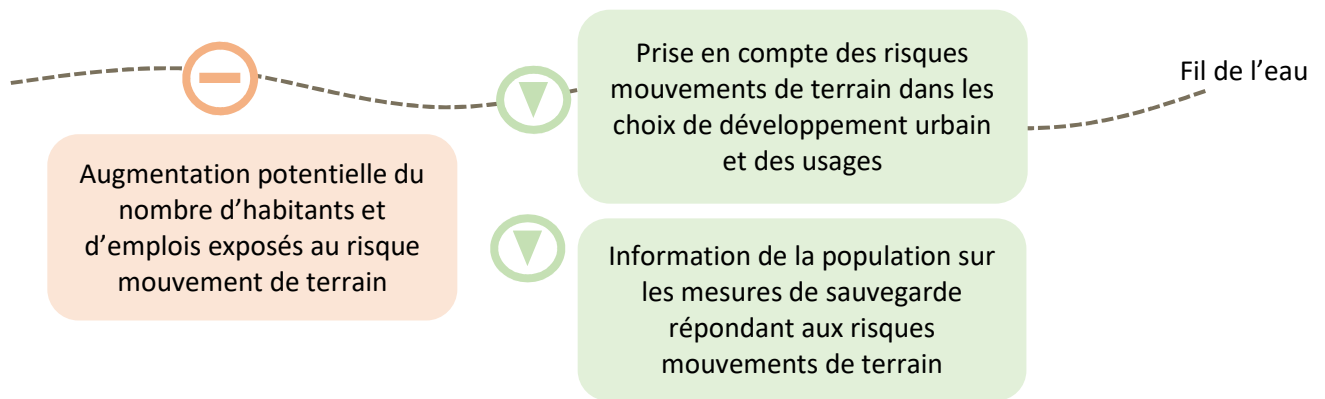 Prise en compte des risques
mouvements de terrain dans les
choix de développement urbain
et des usages
Fil de l’eau
Augmentation potentielle du
nombre d’habitants et
d’emplois exposés au risque
mouvement de terrain
Information de la population sur
les mesures de sauvegarde
répondant aux risques
mouvements de terrain